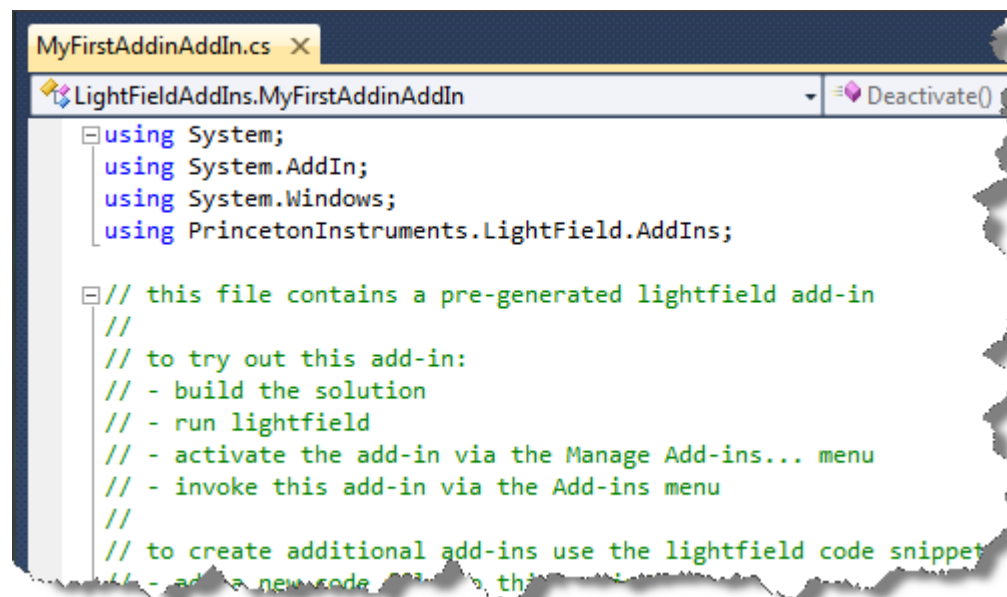 MyFirstAddinAddIn.cs
LightFieldAddIns.MyFirstAddinAddIn Deactivate()
using System;
using System.AddIn;
using System.Windows;
using PrincetonInstruments.LightField.AddIns;
// this file contains a pre-generated lightfield add-in
//
// to try out this add-in:
// - build the solution
// - run lightfield
// - activate the add-in via the Manage Add-ins... menu
// - invoke this add-in via the Add-ins menu
//
// to create additional add-ins use the lightfield code snippet
// - add a new code